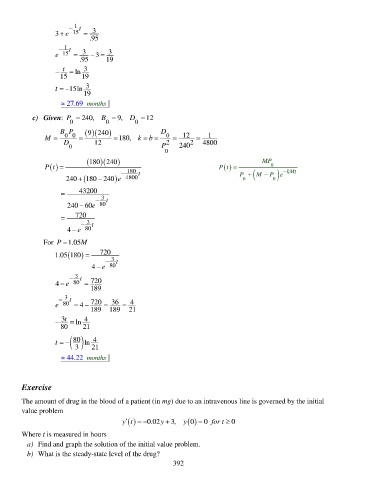 3 + e^{-\frac{1}{15}t} = \frac{3}{.95}
e^{-\frac{1}{15}t} = \frac{3}{.95} - 3 = \frac{3}{19}
-\frac{t}{15} = \ln\frac{3}{19}
t = -15\ln\frac{3}{19}
≈ 27.69 months ]
c) Given: P_0 = 240, B_0 = 9, D_0 = 12
M = \frac{B_0 P_0}{D_0} = \frac{(9)(240)}{12} = 180, k = b = \frac{D_0}{P_0^2} = \frac{12}{240^2} = \frac{1}{4800}
P(t) = \frac{(180)(240)}{240 + (180 - 240)e^{-\frac{180}{4800}t}} P(t) = \frac{MP_0}{P_0 + (M - P_0)e^{-kMt}}
= \frac{43200}{240 - 60e^{-\frac{3}{80}t}}
= \frac{720}{4 - e^{-\frac{3}{80}t}}
For P = 1.05M
1.05(180) = \frac{720}{4 - e^{-\frac{3}{80}t}}
4 - e^{-\frac{3}{80}t} = \frac{720}{189}
e^{-\frac{3}{80}t} = 4 - \frac{720}{189} = \frac{36}{189} = \frac{4}{21}
-\frac{3t}{80} = \ln\frac{4}{21}
t = -\left(\frac{80}{3}\right)\ln\frac{4}{21}
≈ 44.22 months ]
Exercise
The amount of drug in the blood of a patient (in mg) due to an intravenous line is governed by the initial
value problem
y′(t) = −0.02y + 3, y(0) = 0 for t ≥ 0
Where t is measured in hours
a) Find and graph the solution of the initial value problem.
b) What is the steady-state level of the drug?
392